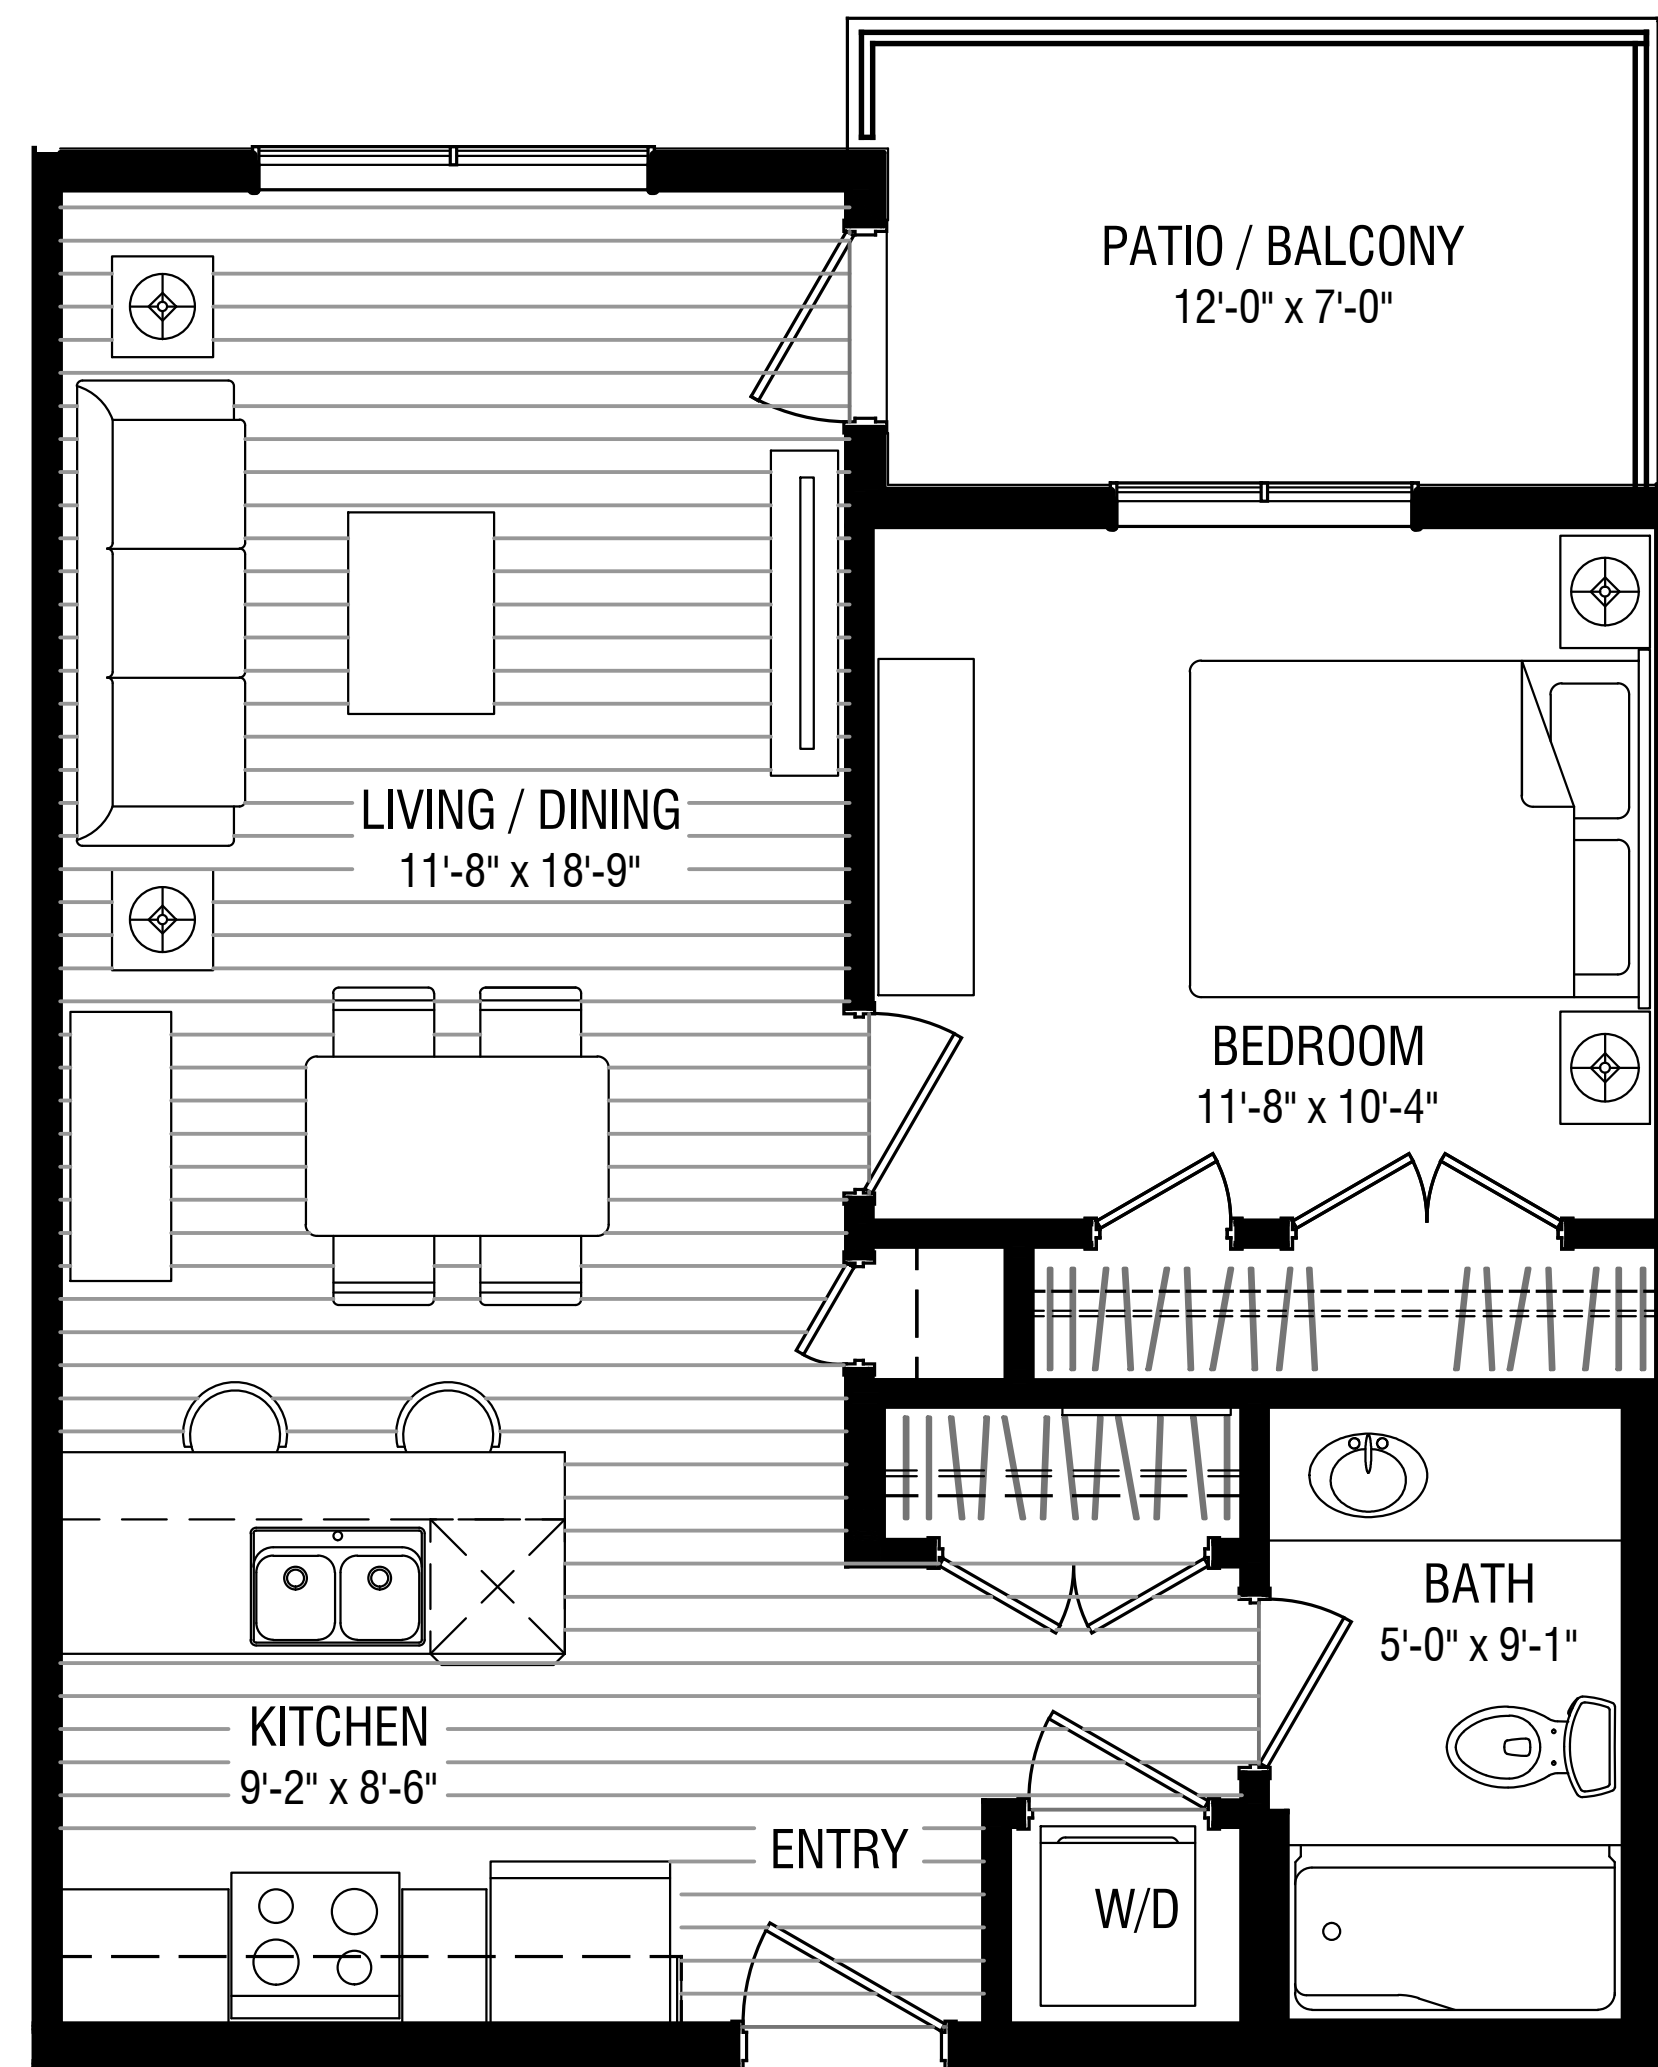 PATIO / BALCONY
12'-0" x 7'-0"
LIVING / DINING
11'-8" x 18'-9"
BEDROOM
11'-8" x 10'-4"
BATH
5'-0" x 9'-1"
KITCHEN
9'-2" x 8'-6"
ENTRY
W/D